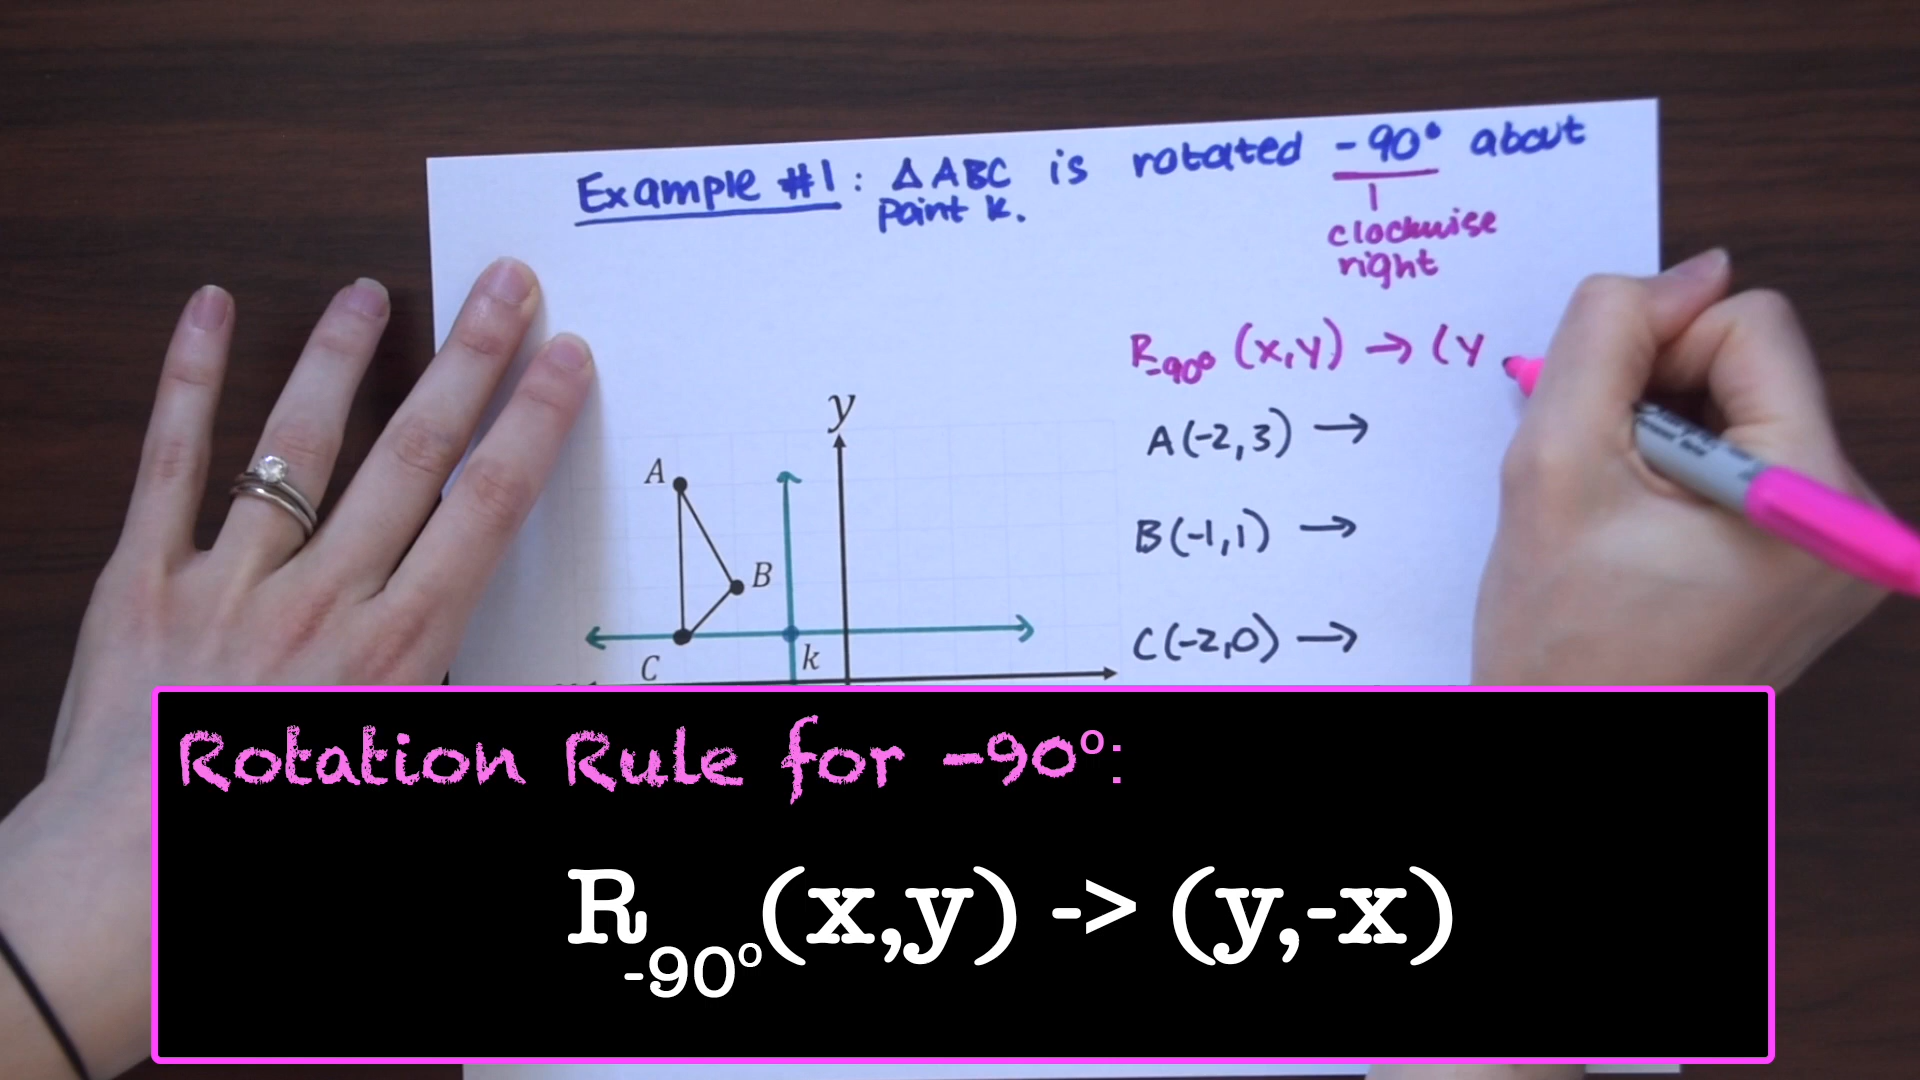 Example #1: △ABC is rotated -90° about
point k.
clockwise
right
R-90° (x,y) → (y
A(-2,3) →
B(-1,1) →
C(-2,0) →
y
A
B
C
k
Rotation Rule for -90°:
R-90°(x,y) -> (y,-x)